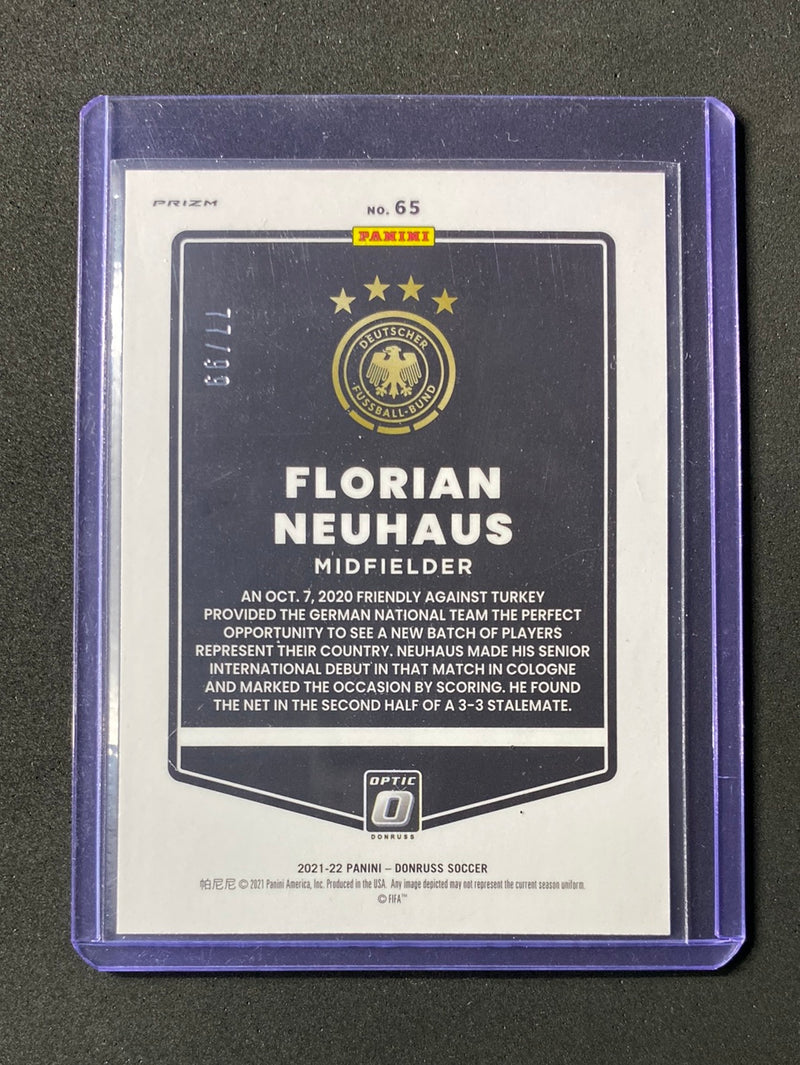 PRIZM
NO. 65
PANINI
77/99
DEUTSCHER
FUSSBALL-BUND
FLORIAN
NEUHAUS
MIDFIELDER
AN OCT. 7, 2020 FRIENDLY AGAINST TURKEY
PROVIDED THE GERMAN NATIONAL TEAM THE PERFECT
OPPORTUNITY TO SEE A NEW BATCH OF PLAYERS
REPRESENT THEIR COUNTRY. NEUHAUS MADE HIS SENIOR
INTERNATIONAL DEBUT IN THAT MATCH IN COLOGNE
AND MARKED THE OCCASION BY SCORING. HE FOUND
THE NET IN THE SECOND HALF OF A 3-3 STALEMATE.
OPTIC
DONRUSS
2021-22 PANINI – DONRUSS SOCCER
帕尼尼 © 2021 Panini America, Inc. Produced in the USA. Any image depicted may not represent the current season uniform.
© FIFA™